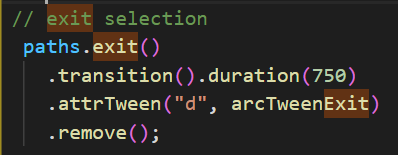 // exit selection
paths.exit()
.transition().duration(750)
.attrTween("d", arcTweenExit)
.remove();